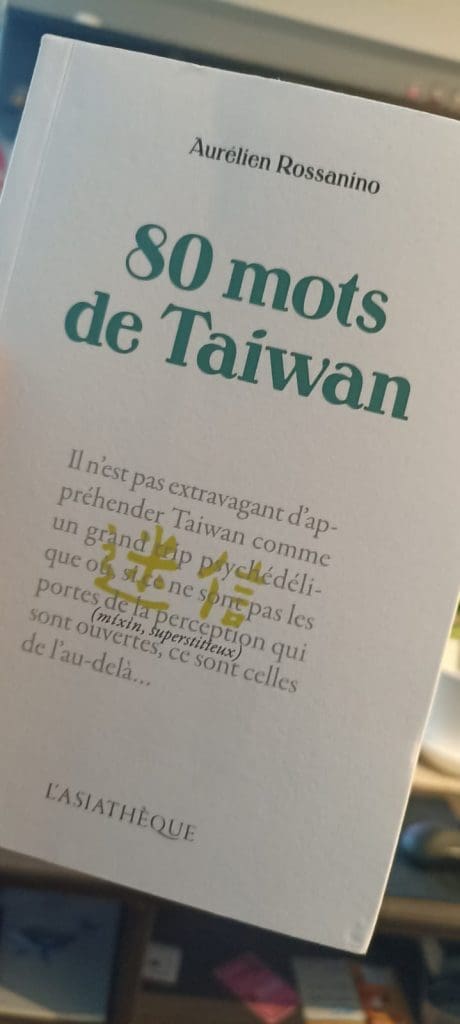 Aurélien Rossanino
80 mots
de Taiwan
Il n'est pas extravagant d'ap-
préhender Taiwan comme
un grand trip psychédéli-
que où, si ce ne sont pas les
portes de la perception qui
sont ouvertes, ce sont celles
de l'au-delà...
迷信
(míxìn, superstitieux)
L'ASIATHÈQUE